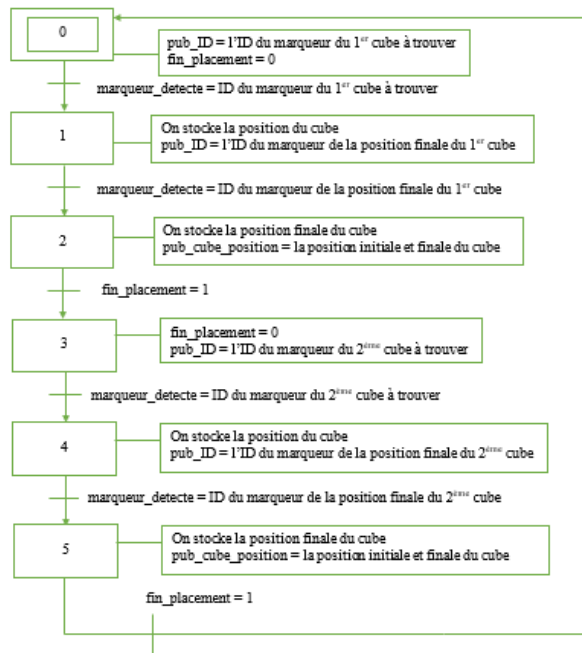 0
pub_ID = l'ID du marqueur du 1er cube à trouver
fin_placement = 0
marqueur_detecte = ID du marqueur du 1er cube à trouver
1
On stocke la position du cube
pub_ID = l'ID du marqueur de la position finale du 1er cube
marqueur_detecte = ID du marqueur de la position finale du 1er cube
2
On stocke la position finale du cube
pub_cube_position = la position initiale et finale du cube
fin_placement = 1
3
fin_placement = 0
pub_ID = l'ID du marqueur du 2ème cube à trouver
marqueur_detecte = ID du marqueur du 2ème cube à trouver
4
On stocke la position du cube
pub_ID = l'ID du marqueur de la position finale du 2ème cube
marqueur_detecte = ID du marqueur de la position finale du 2ème cube
5
On stocke la position finale du cube
pub_cube_position = la position initiale et finale du cube
fin_placement = 1